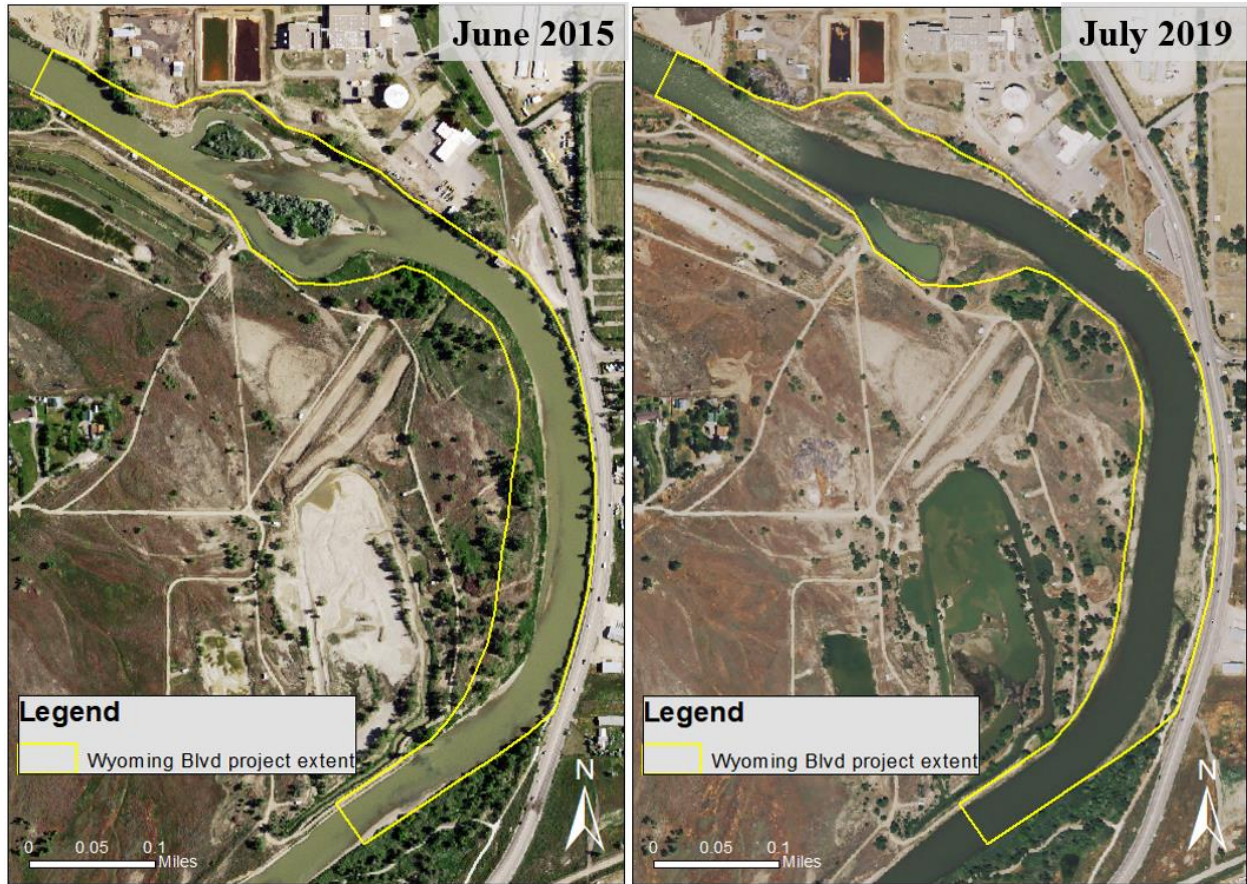 June 2015
Legend
Wyoming Blvd project extent
N
0 0.05 0.1
Miles
July 2019
Legend
Wyoming Blvd project extent
N
0 0.05 0.1
Miles